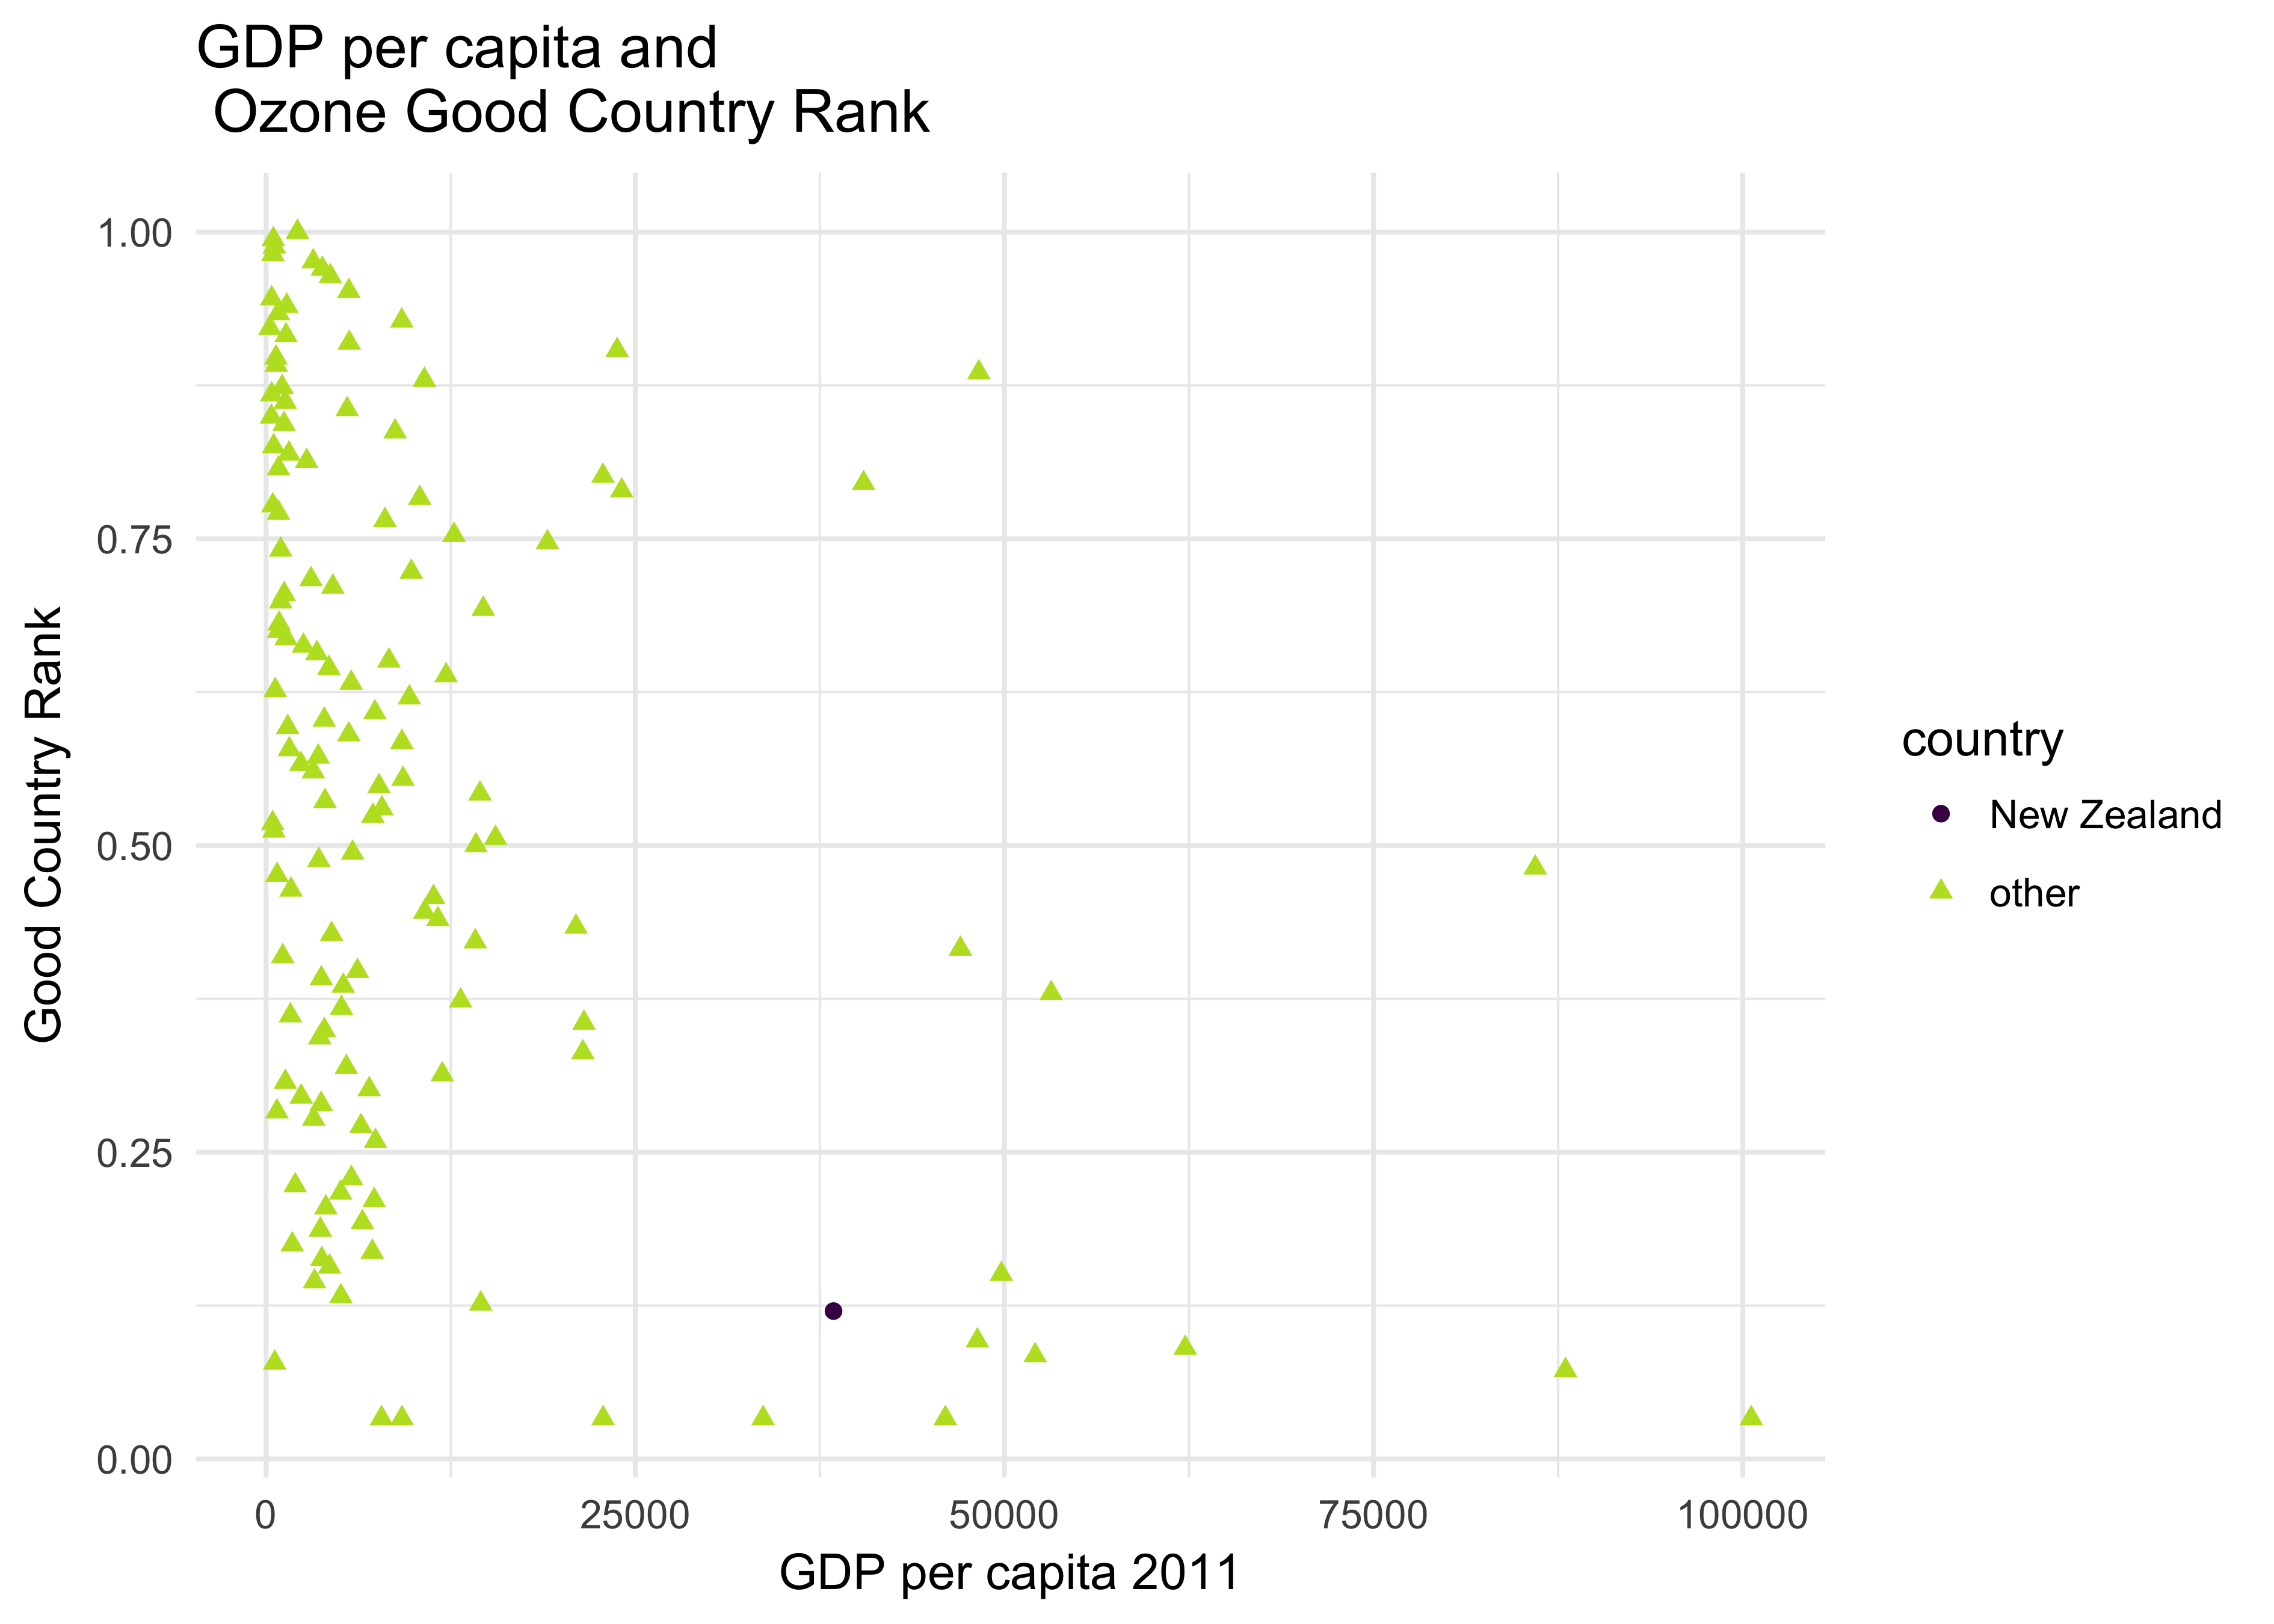 GDP per capita and
Ozone Good Country Rank
1.00
0.75
0.50
0.25
0.00
Good Country Rank
0
25000
50000
75000
100000
GDP per capita 2011
country
New Zealand
other